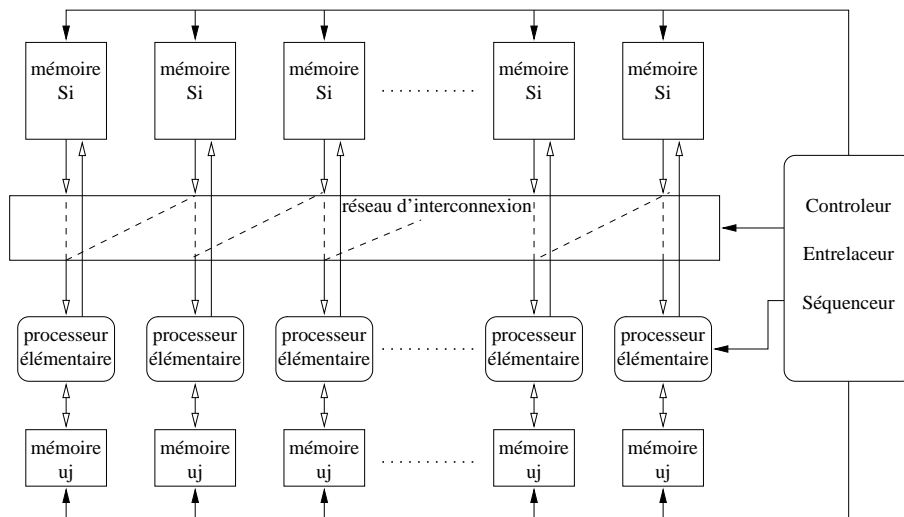 mémoire
Si
mémoire
Si
mémoire
Si
mémoire
Si
mémoire
Si
réseau d'interconnexion
Controleur
Entrelaceur
Séquenceur
processeur
élémentaire
processeur
élémentaire
processeur
élémentaire
processeur
élémentaire
processeur
élémentaire
mémoire
uj
mémoire
uj
mémoire
uj
mémoire
uj
mémoire
uj